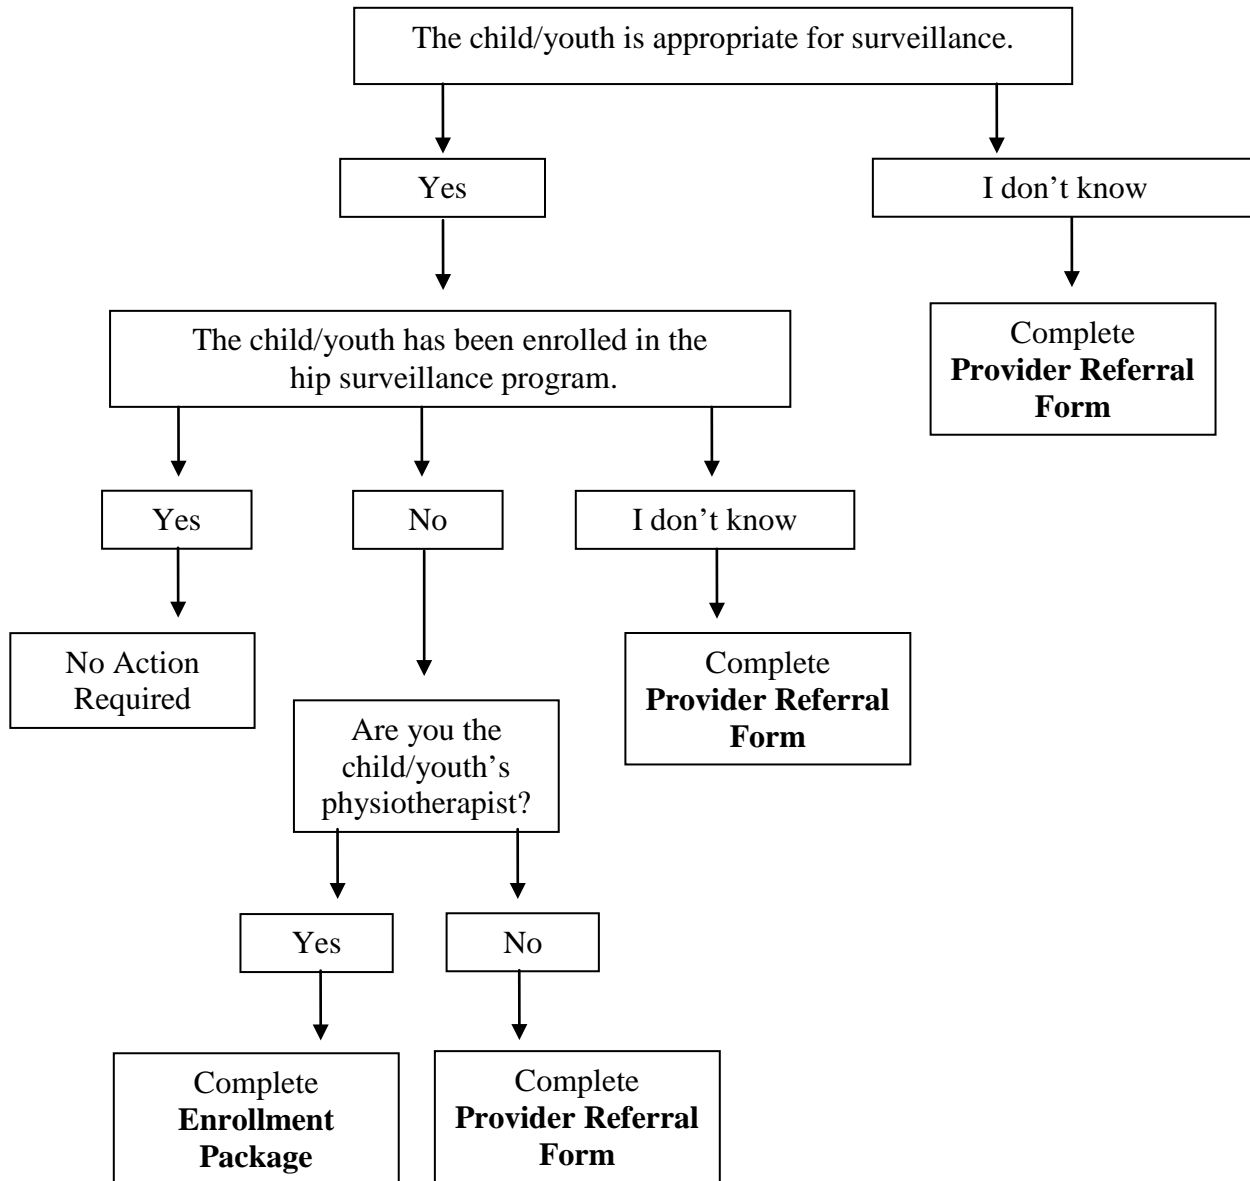 The child/youth is appropriate for surveillance.
Yes
I don’t know
The child/youth has been enrolled in the
hip surveillance program.
Complete
Provider Referral
Form
Yes
No
I don’t know
No Action
Required
Complete
Provider Referral
Form
Are you the
child/youth’s
physiotherapist?
Yes
No
Complete
Enrollment
Package
Complete
Provider Referral
Form